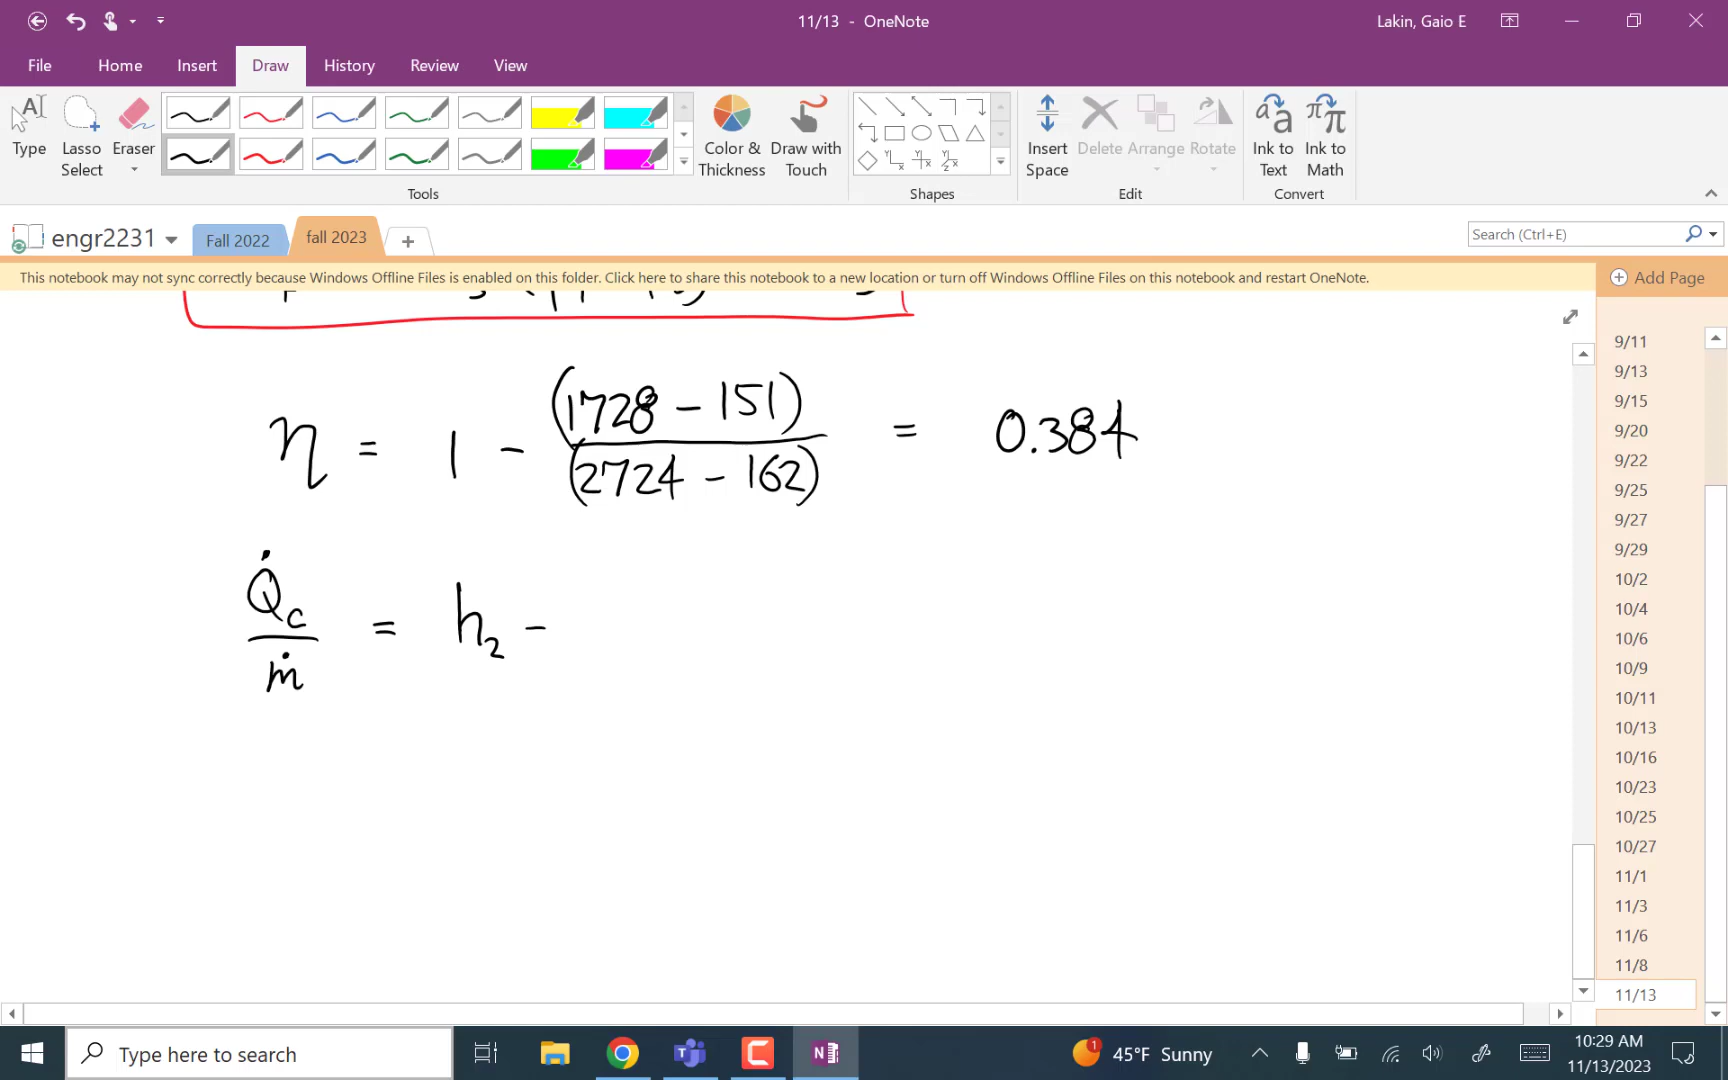 11/13 - OneNote
Lakin, Gaio E
File Home Insert Draw History Review View
Type
Lasso Select
Eraser
Color & Thickness
Draw with Touch
Insert Space
Delete
Arrange
Rotate
Ink to Text
Ink to Math
Tools
Shapes
Edit
Convert
engr2231
Fall 2022
fall 2023
Search (Ctrl+E)
This notebook may not sync correctly because Windows Offline Files is enabled on this folder. Click here to share this notebook to a new location or turn off Windows Offline Files on this notebook and restart OneNote.
Add Page
η = 1 - (1728 - 151) / (2724 - 162) = 0.384
Q̇c / ṁ = h₂ -
9/11
9/13
9/15
9/20
9/22
9/25
9/27
9/29
10/2
10/4
10/6
10/9
10/11
10/13
10/16
10/23
10/25
10/27
11/1
11/3
11/6
11/8
11/13
Type here to search
45°F Sunny
10:29 AM
11/13/2023